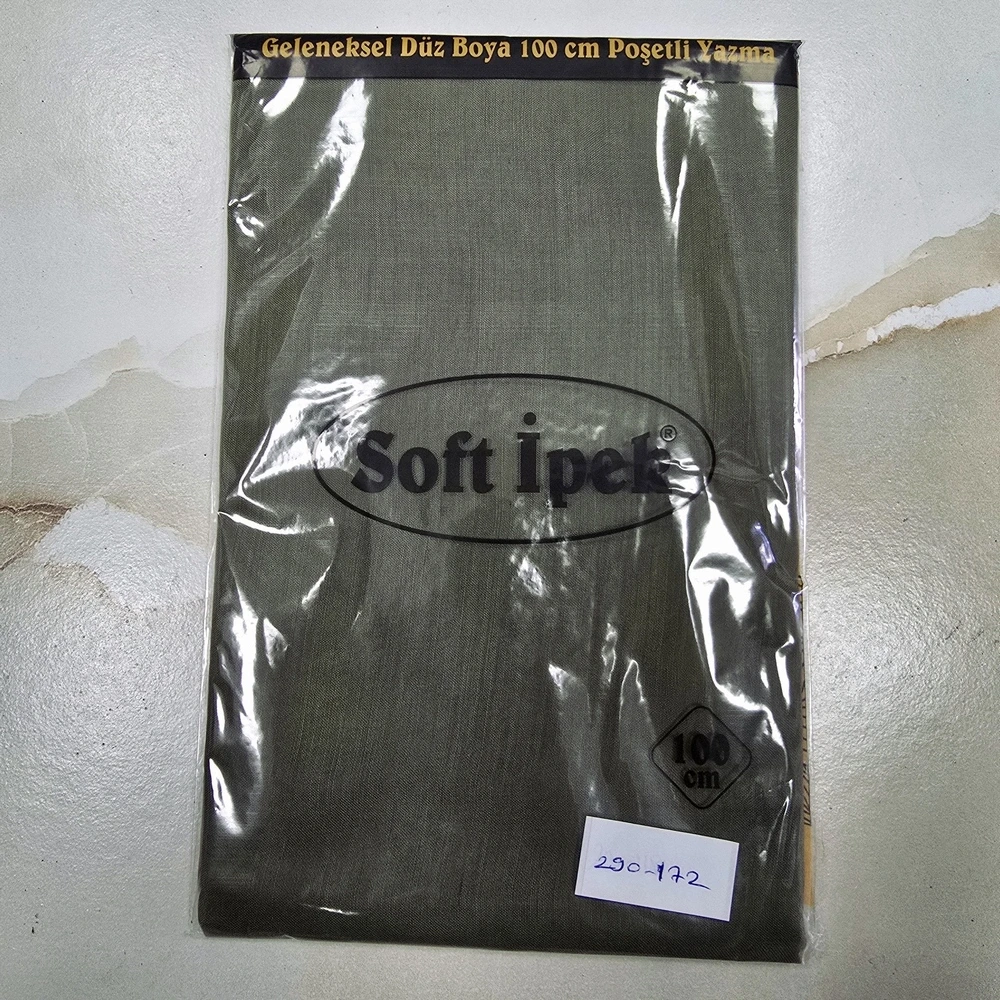 Geleneksel Düz Boya 100 cm Poşetli Yazma
Soft İpek®
100
cm
290-172